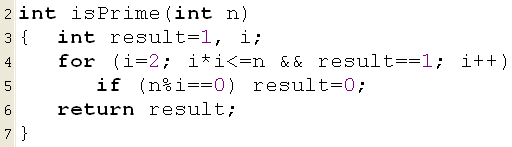 2 int isPrime(int n)
3 { int result=1, i;
4 for (i=2; i*i<=n && result==1; i++)
5 if (n%i==0) result=0;
6 return result;
7 }